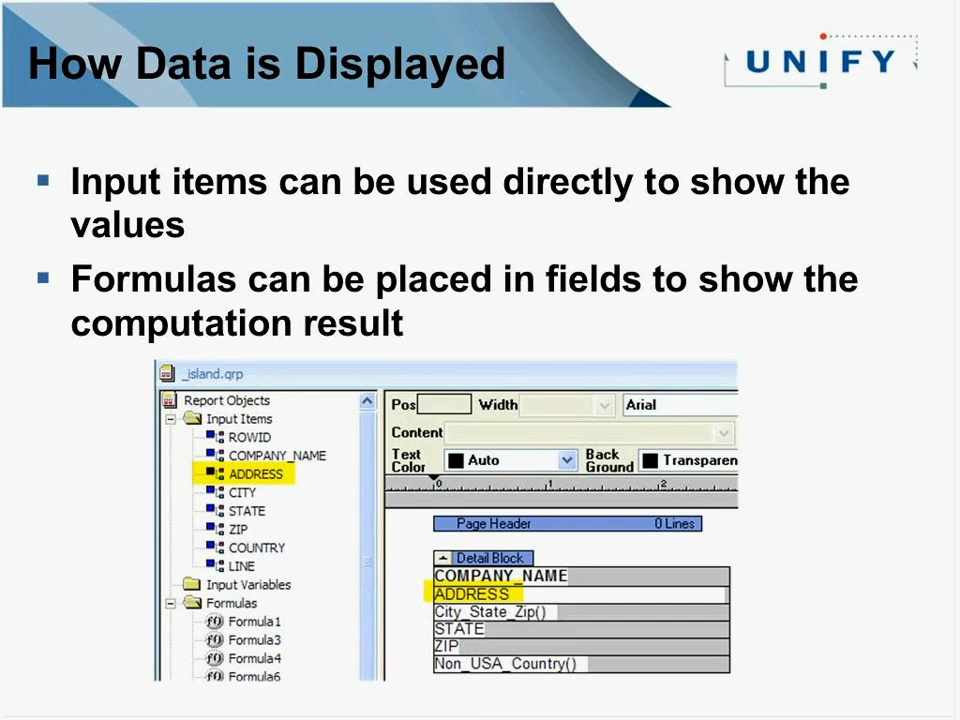 How Data is Displayed
UNIFY
Input items can be used directly to show the
values
Formulas can be placed in fields to show the
computation result
_island.qrp
Report Objects
Input Items
ROWID
COMPANY_NAME
ADDRESS
CITY
STATE
ZIP
COUNTRY
LINE
Input Variables
Formulas
Formula1
Formula3
Formula4
Formula6
Pos Width Arial
Content
Text Color Auto Back Ground Transparen
0 1 2
Page Header 0 Lines
Detail Block
COMPANY_NAME
ADDRESS
City_State_Zip()
STATE
ZIP
Non_USA_Country()